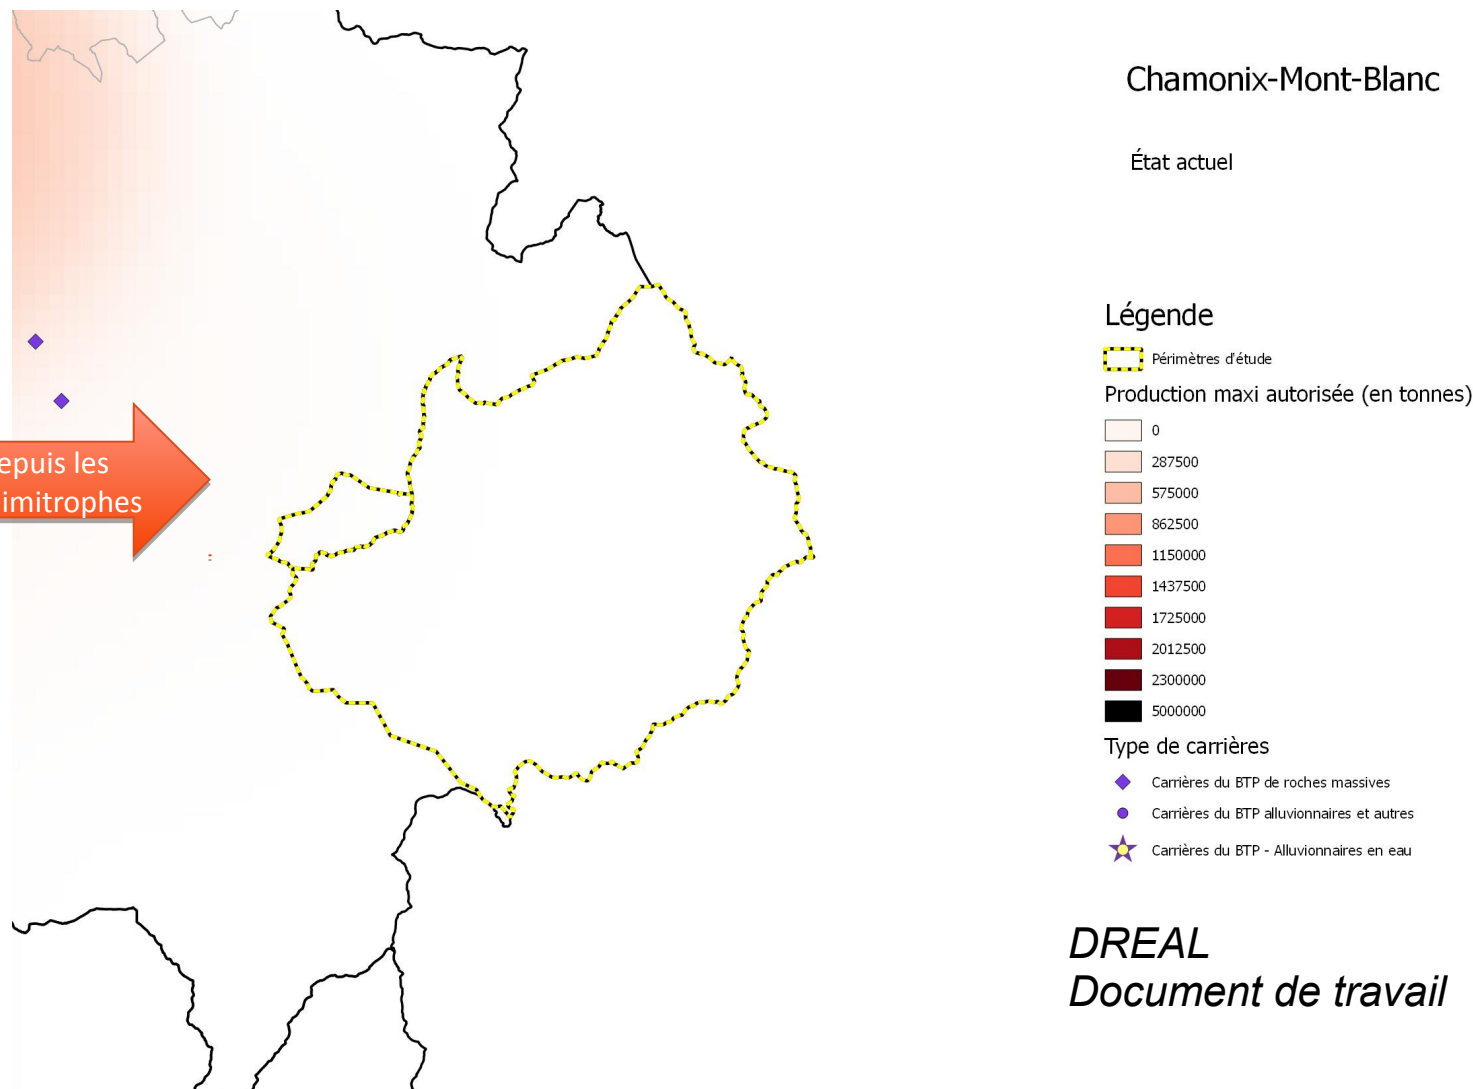 Chamonix-Mont-Blanc
État actuel
Légende
Périmètres d'étude
Production maxi autorisée (en tonnes)
0
287500
575000
862500
1150000
1437500
1725000
2012500
2300000
5000000
Type de carrières
Carrières du BTP de roches massives
Carrières du BTP alluvionnaires et autres
Carrières du BTP - Alluvionnaires en eau
epuis les
imitrophes
DREAL
Document de travail